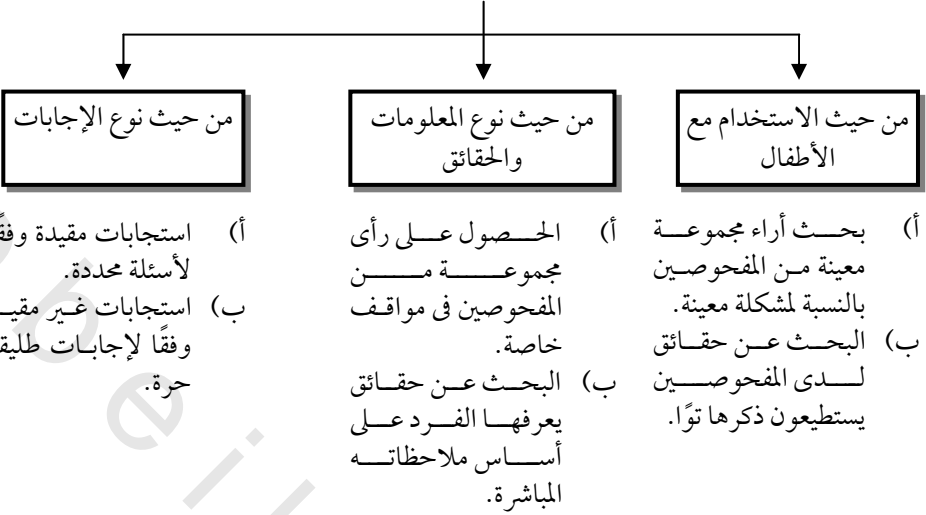 من حيث الاستخدام مع
الأطفال
أ) بحث أراء مجموعة
معينة من المفحوصين
بالنسبة لمشكلة معينة.
ب) البحث عن حقائق
لدى المفحوصين
يستطيعون ذكرها توًا.
من حيث نوع المعلومات
والحقائق
أ) الحصول على رأى
مجموعة من
المفحوصين فى مواقف
خاصة.
ب) البحث عن حقائق
يعرفها الفرد على
أساس ملاحظاته
المباشرة.
من حيث نوع الإجابات
أ) استجابات مقيدة
لأسئلة محددة.
ب) استجابات غير
وفقًا لإجابات
حرة.